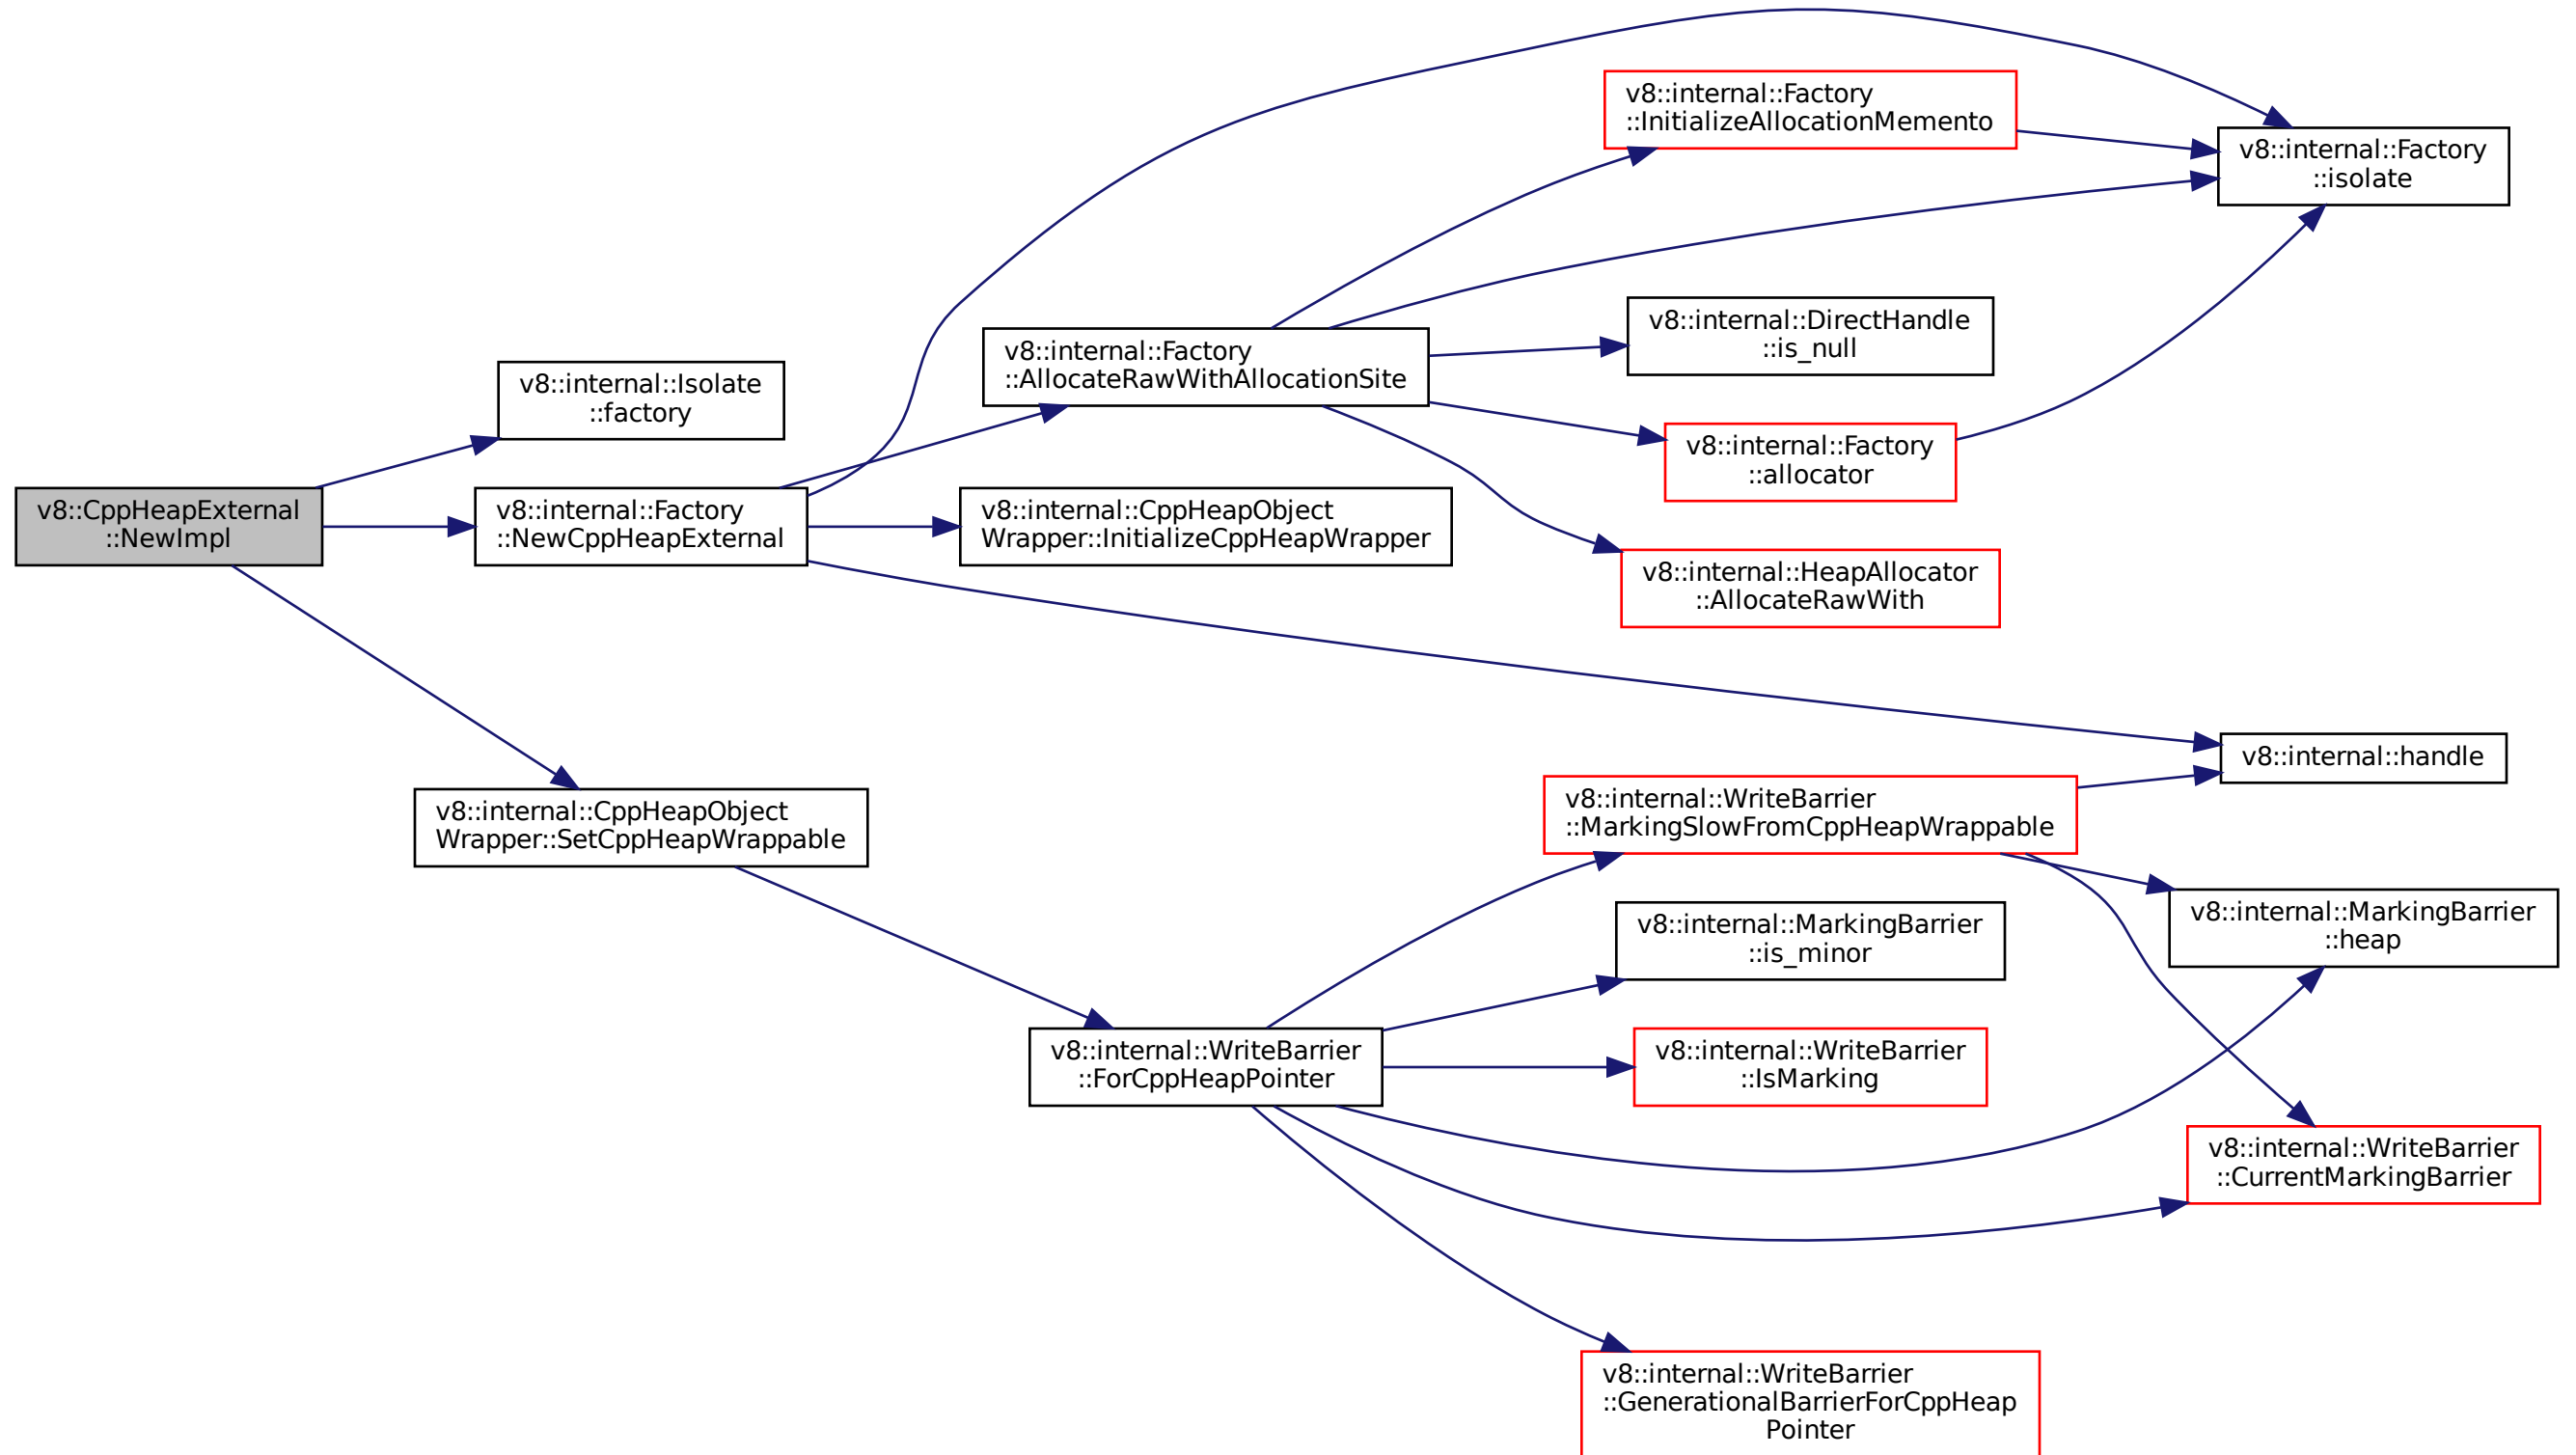 v8::CppHeapExternal
::NewImpl
v8::internal::Isolate
::factory
v8::internal::Factory
::NewCppHeapExternal
v8::internal::CppHeapObject
Wrapper::SetCppHeapWrappable
v8::internal::Factory
::AllocateRawWithAllocationSite
v8::internal::CppHeapObject
Wrapper::InitializeCppHeapWrapper
v8::internal::WriteBarrier
::ForCppHeapPointer
v8::internal::Factory
::InitializeAllocationMemento
v8::internal::DirectHandle
::is_null
v8::internal::Factory
::allocator
v8::internal::HeapAllocator
::AllocateRawWith
v8::internal::WriteBarrier
::MarkingSlowFromCppHeapWrappable
v8::internal::MarkingBarrier
::is_minor
v8::internal::WriteBarrier
::IsMarking
v8::internal::WriteBarrier
::GenerationalBarrierForCppHeap
Pointer
v8::internal::Factory
::isolate
v8::internal::handle
v8::internal::MarkingBarrier
::heap
v8::internal::WriteBarrier
::CurrentMarkingBarrier